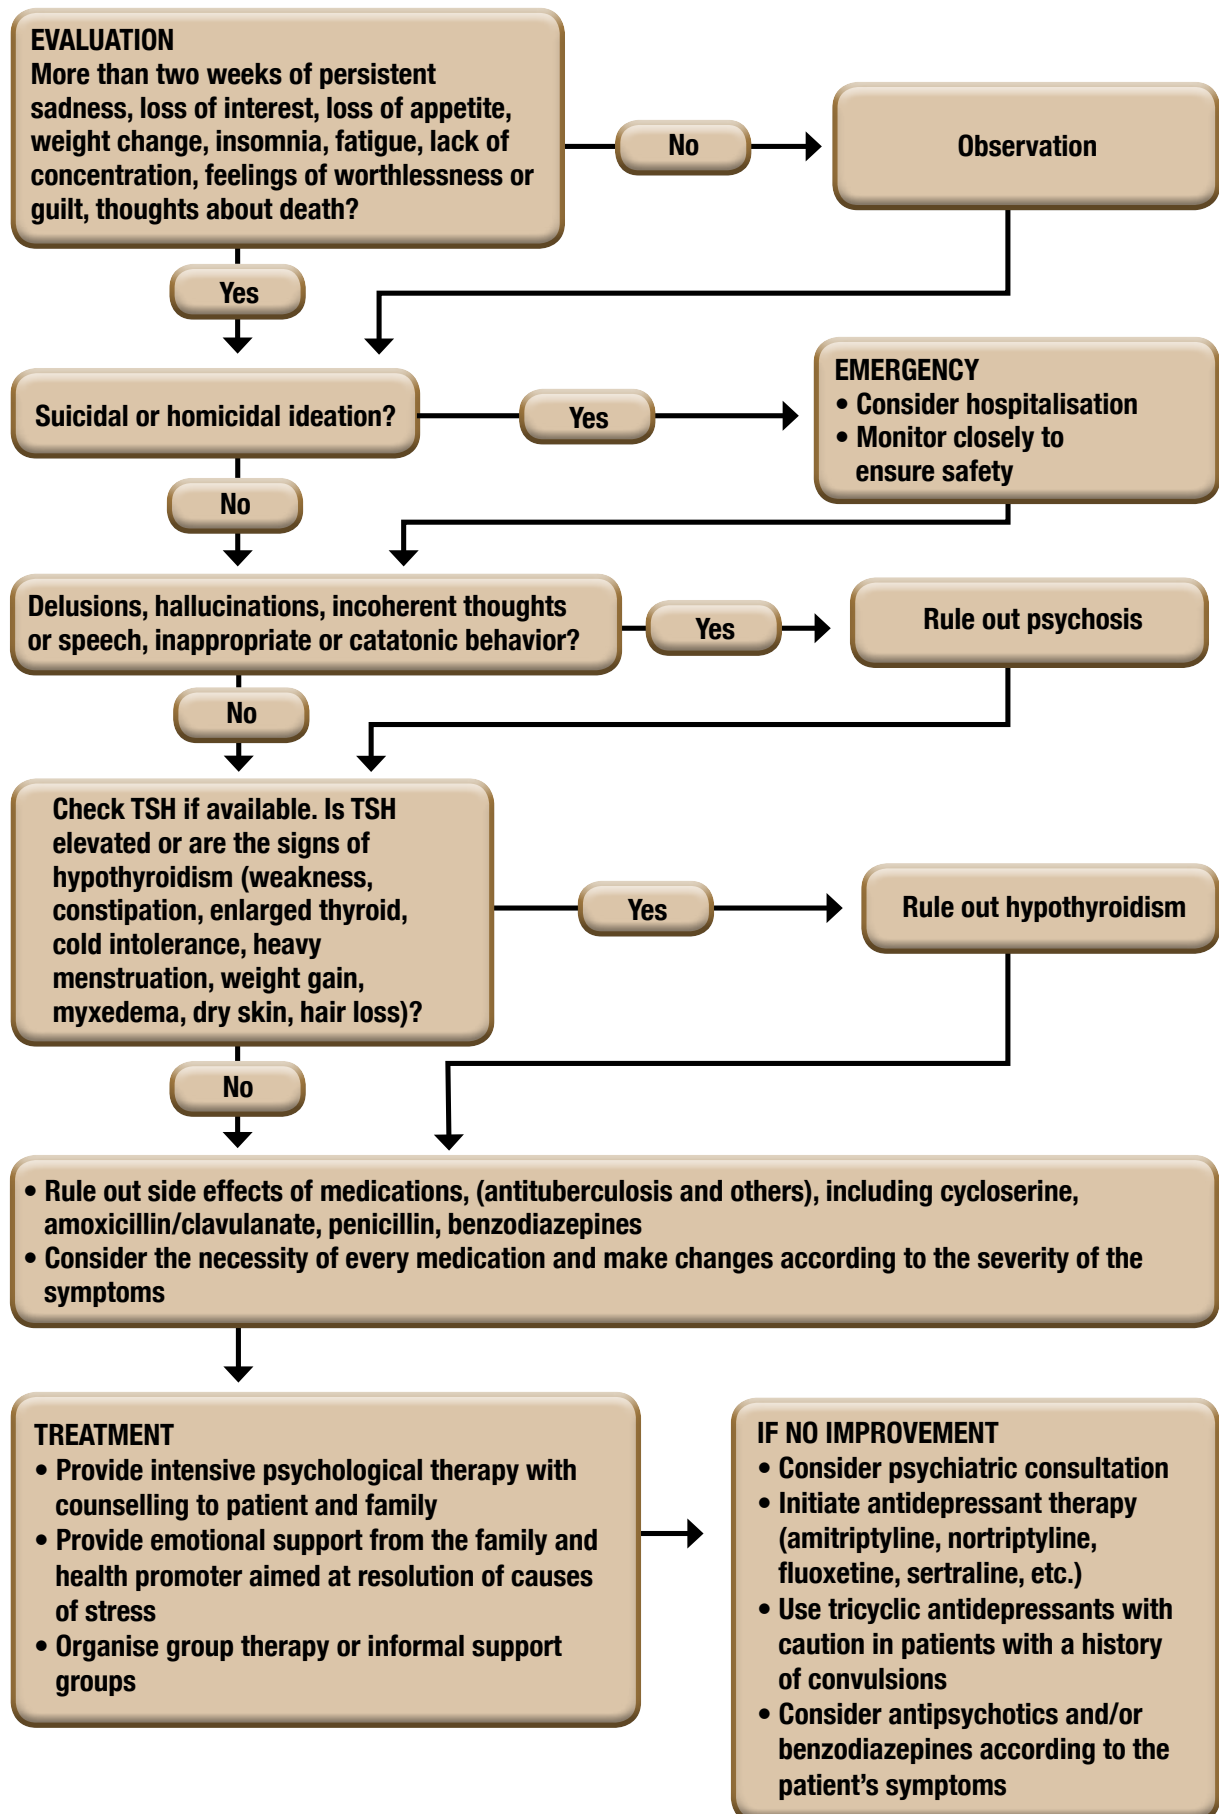 EVALUATION
More than two weeks of persistent
sadness, loss of interest, loss of appetite,
weight change, insomnia, fatigue, lack of
concentration, feelings of worthlessness or
guilt, thoughts about death?
No
Observation
Yes
Suicidal or homicidal ideation?
Yes
EMERGENCY
• Consider hospitalisation
• Monitor closely to
ensure safety
No
Delusions, hallucinations, incoherent thoughts
or speech, inappropriate or catatonic behavior?
Yes
Rule out psychosis
No
Check TSH if available. Is TSH
elevated or are the signs of
hypothyroidism (weakness,
constipation, enlarged thyroid,
cold intolerance, heavy
menstruation, weight gain,
myxedema, dry skin, hair loss)?
Yes
Rule out hypothyroidism
No
• Rule out side effects of medications, (antituberculosis and others), including cycloserine,
amoxicillin/clavulanate, penicillin, benzodiazepines
• Consider the necessity of every medication and make changes according to the severity of the
symptoms
TREATMENT
• Provide intensive psychological therapy with
counselling to patient and family
• Provide emotional support from the family and
health promoter aimed at resolution of causes
of stress
• Organise group therapy or informal support
groups
IF NO IMPROVEMENT
• Consider psychiatric consultation
• Initiate antidepressant therapy
(amitriptyline, nortriptyline,
fluoxetine, sertraline, etc.)
• Use tricyclic antidepressants with
caution in patients with a history
of convulsions
• Consider antipsychotics and/or
benzodiazepines according to the
patient's symptoms